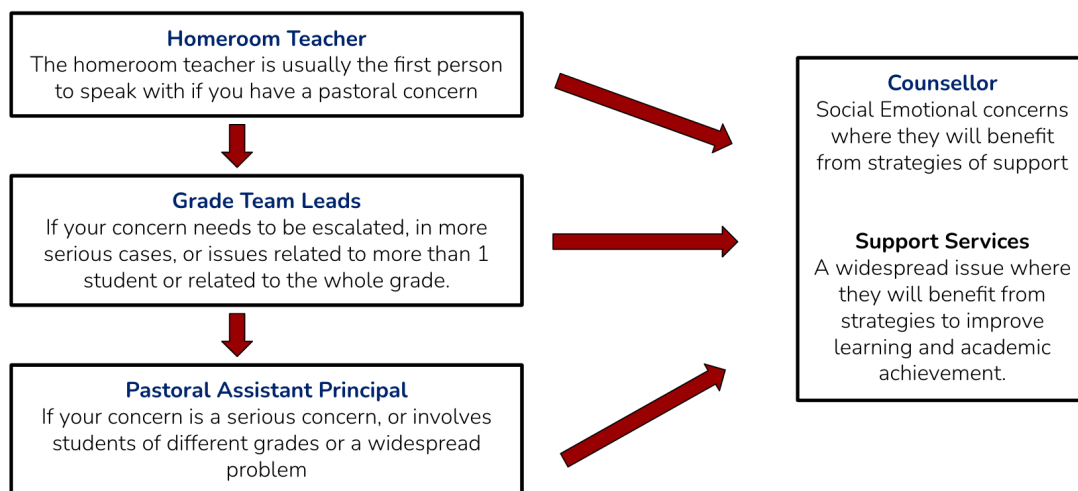 Homeroom Teacher
The homeroom teacher is usually the first person
to speak with if you have a pastoral concern
Grade Team Leads
If your concern needs to be escalated, in more
serious cases, or issues related to more than 1
student or related to the whole grade.
Pastoral Assistant Principal
If your concern is a serious concern, or involves
students of different grades or a widespread
problem
Counsellor
Social Emotional concerns
where they will benefit
from strategies of support
Support Services
A widespread issue where
they will benefit from
strategies to improve
learning and academic
achievement.